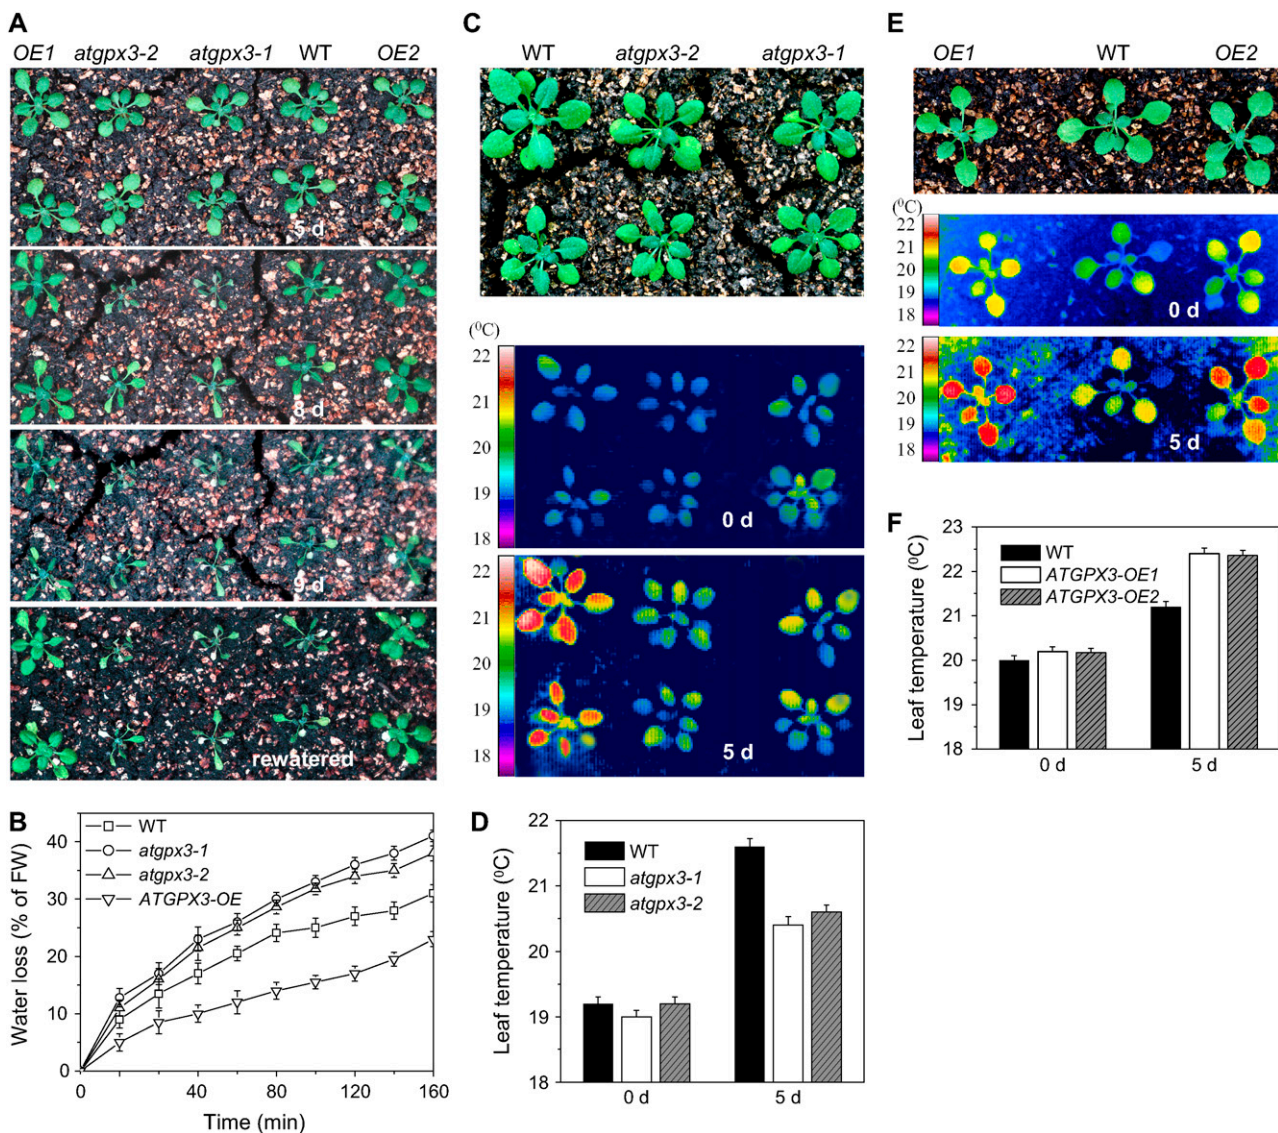 A
OE1 atgpx3-2 atgpx3-1 WT OE2
5 d
8 d
9 d
rewatered
B
Water loss (% of FW)
40
30
20
10
0
WT
atgpx3-1
atgpx3-2
ATGPX3-OE
0 40 80 120 160
Time (min)
C
WT atgpx3-2 atgpx3-1
(⁰C)
22
21
20
19
18
0 d
22
21
20
19
18
5 d
D
Leaf temperature (⁰C)
22
21
20
19
18
WT
atgpx3-1
atgpx3-2
0 d 5 d
E
OE1 WT OE2
(⁰C)
22
21
20
19
18
0 d
22
21
20
19
18
5 d
F
Leaf temperature (⁰C)
23
22
21
20
19
18
WT
ATGPX3-OE1
ATGPX3-OE2
0 d 5 d